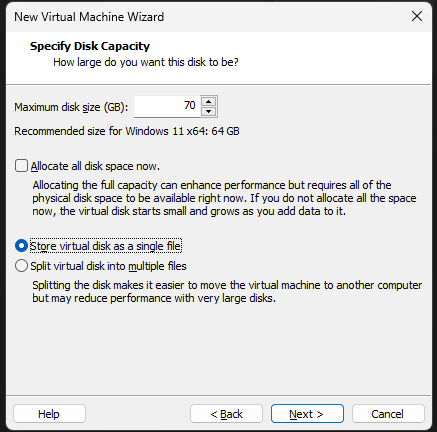 New Virtual Machine Wizard
Specify Disk Capacity
How large do you want this disk to be?
Maximum disk size (GB): 70
Recommended size for Windows 11 x64: 64 GB
Allocate all disk space now.
Allocating the full capacity can enhance performance but requires all of the
physical disk space to be available right now. If you do not allocate all the space
now, the virtual disk starts small and grows as you add data to it.
Store virtual disk as a single file
Split virtual disk into multiple files
Splitting the disk makes it easier to move the virtual machine to another computer
but may reduce performance with very large disks.
Help
< Back
Next >
Cancel